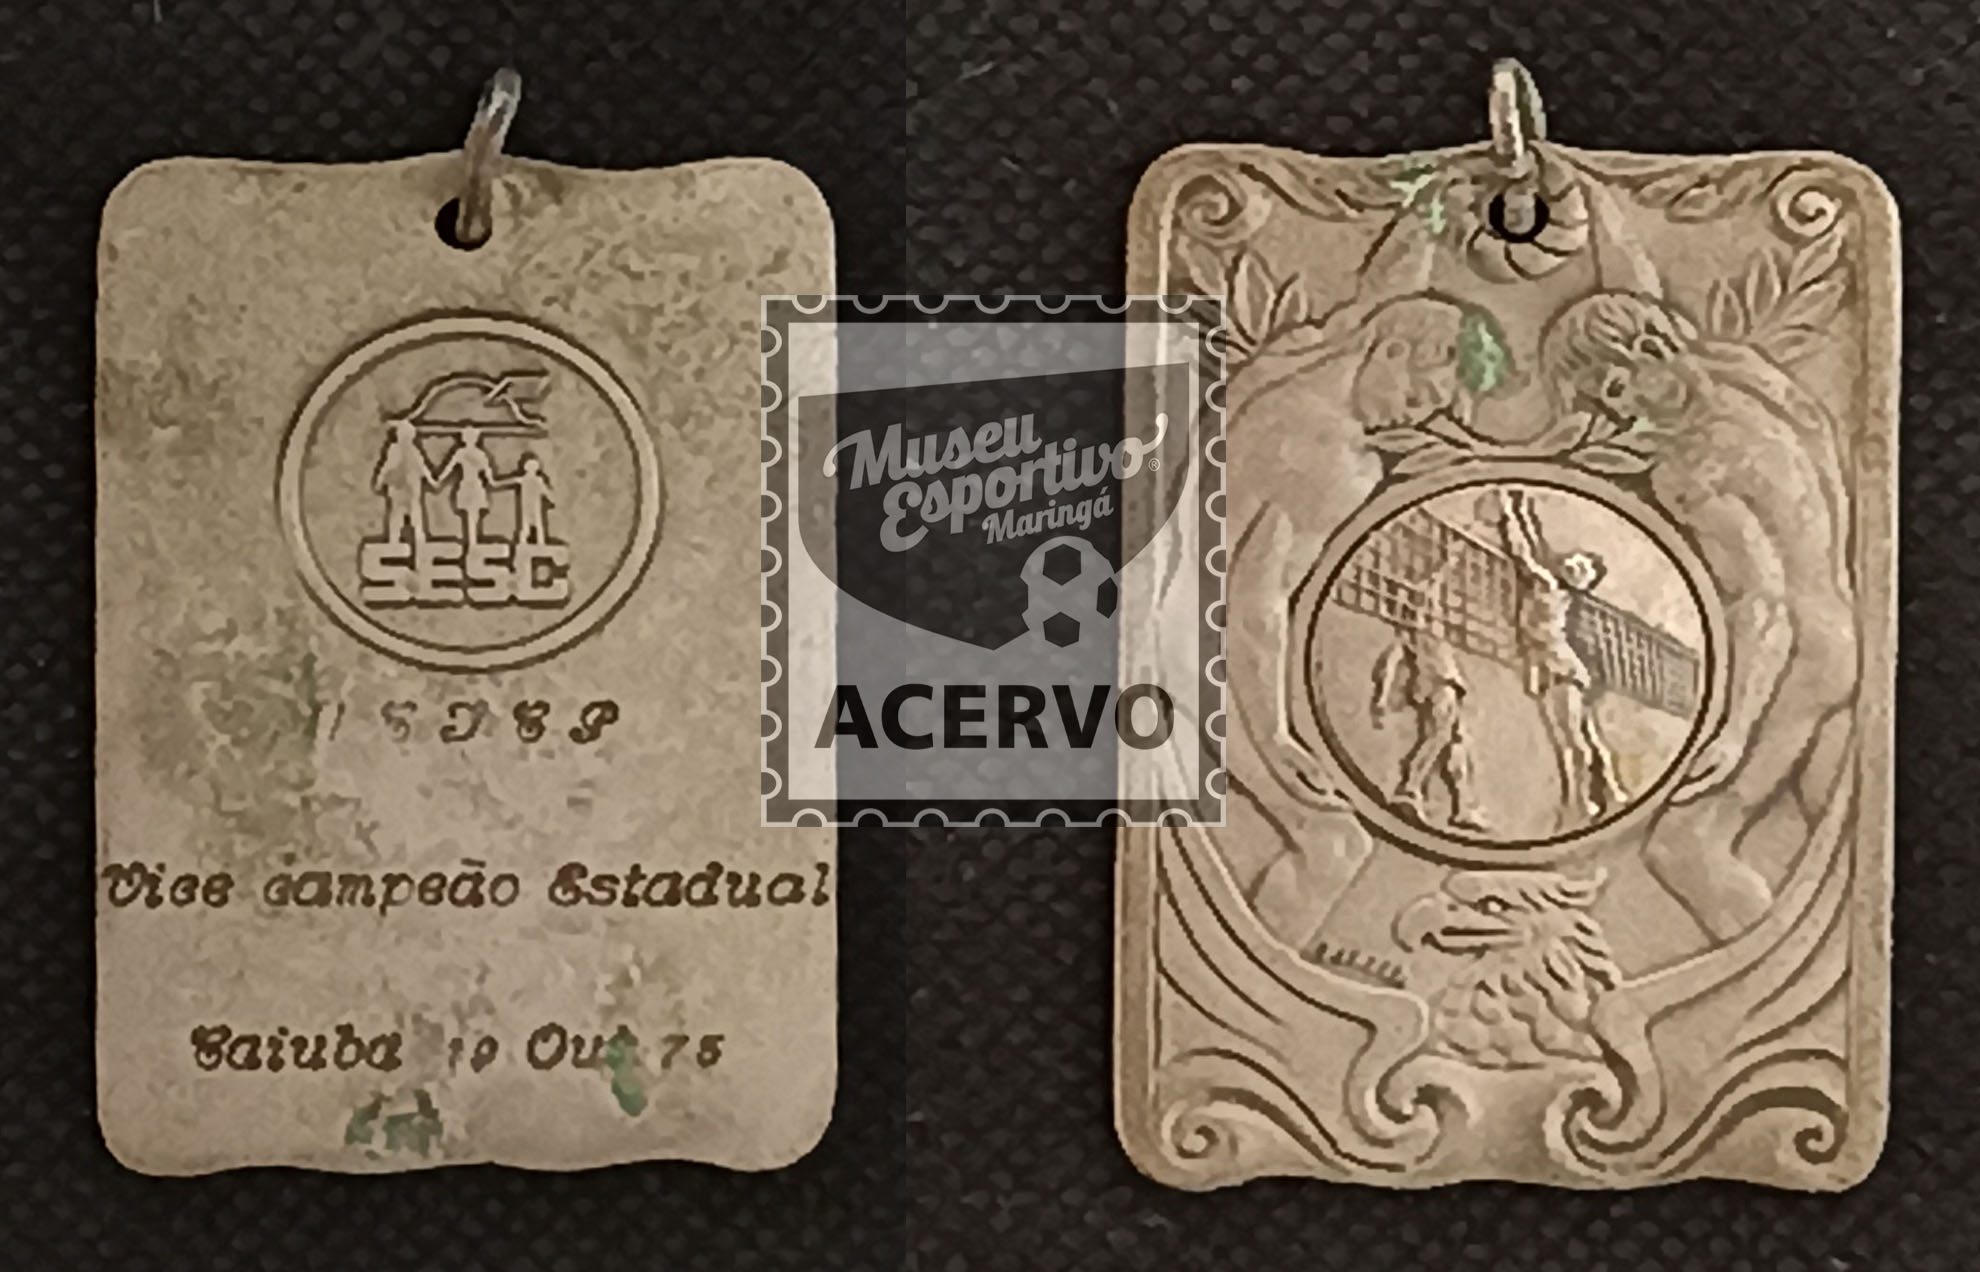 SESC
Vice campeão Estadual
Caiuba 19 Out 75
Museu
Esportivo®
Maringá
ACERVO